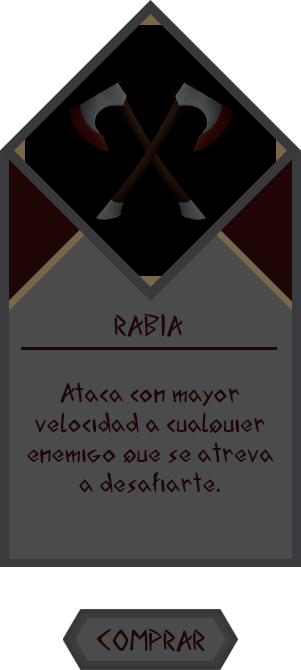 RABIA
Ataca con mayor
velocidad a cualquier
enemigo que se atreva
a desafiarte.
COMPRAR